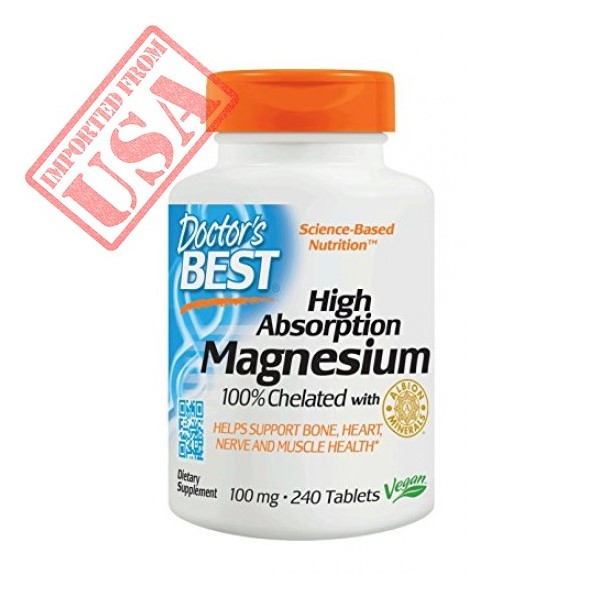 IMPORTED FROM
USA
Doctor's
BEST
Science-Based
Nutrition™
High
Absorption
Magnesium
100% Chelated with
ALBION
MINERALS
HELPS SUPPORT BONE, HEART,
NERVE AND MUSCLE HEALTH*
Dietary
Supplement
100 mg • 240 Tablets
Vegan